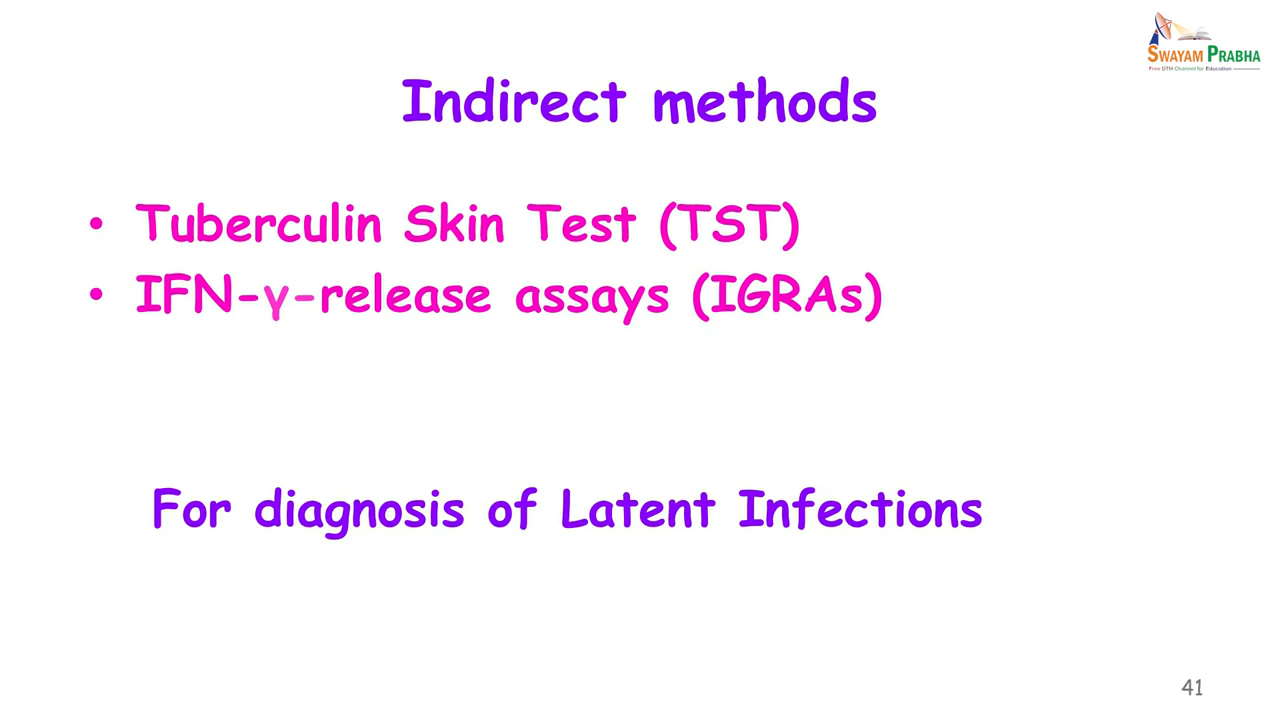 SWAYAM PRABHA
Free DTH Channel for Education
Indirect methods
• Tuberculin Skin Test (TST)
• IFN-γ-release assays (IGRAs)
For diagnosis of Latent Infections
41